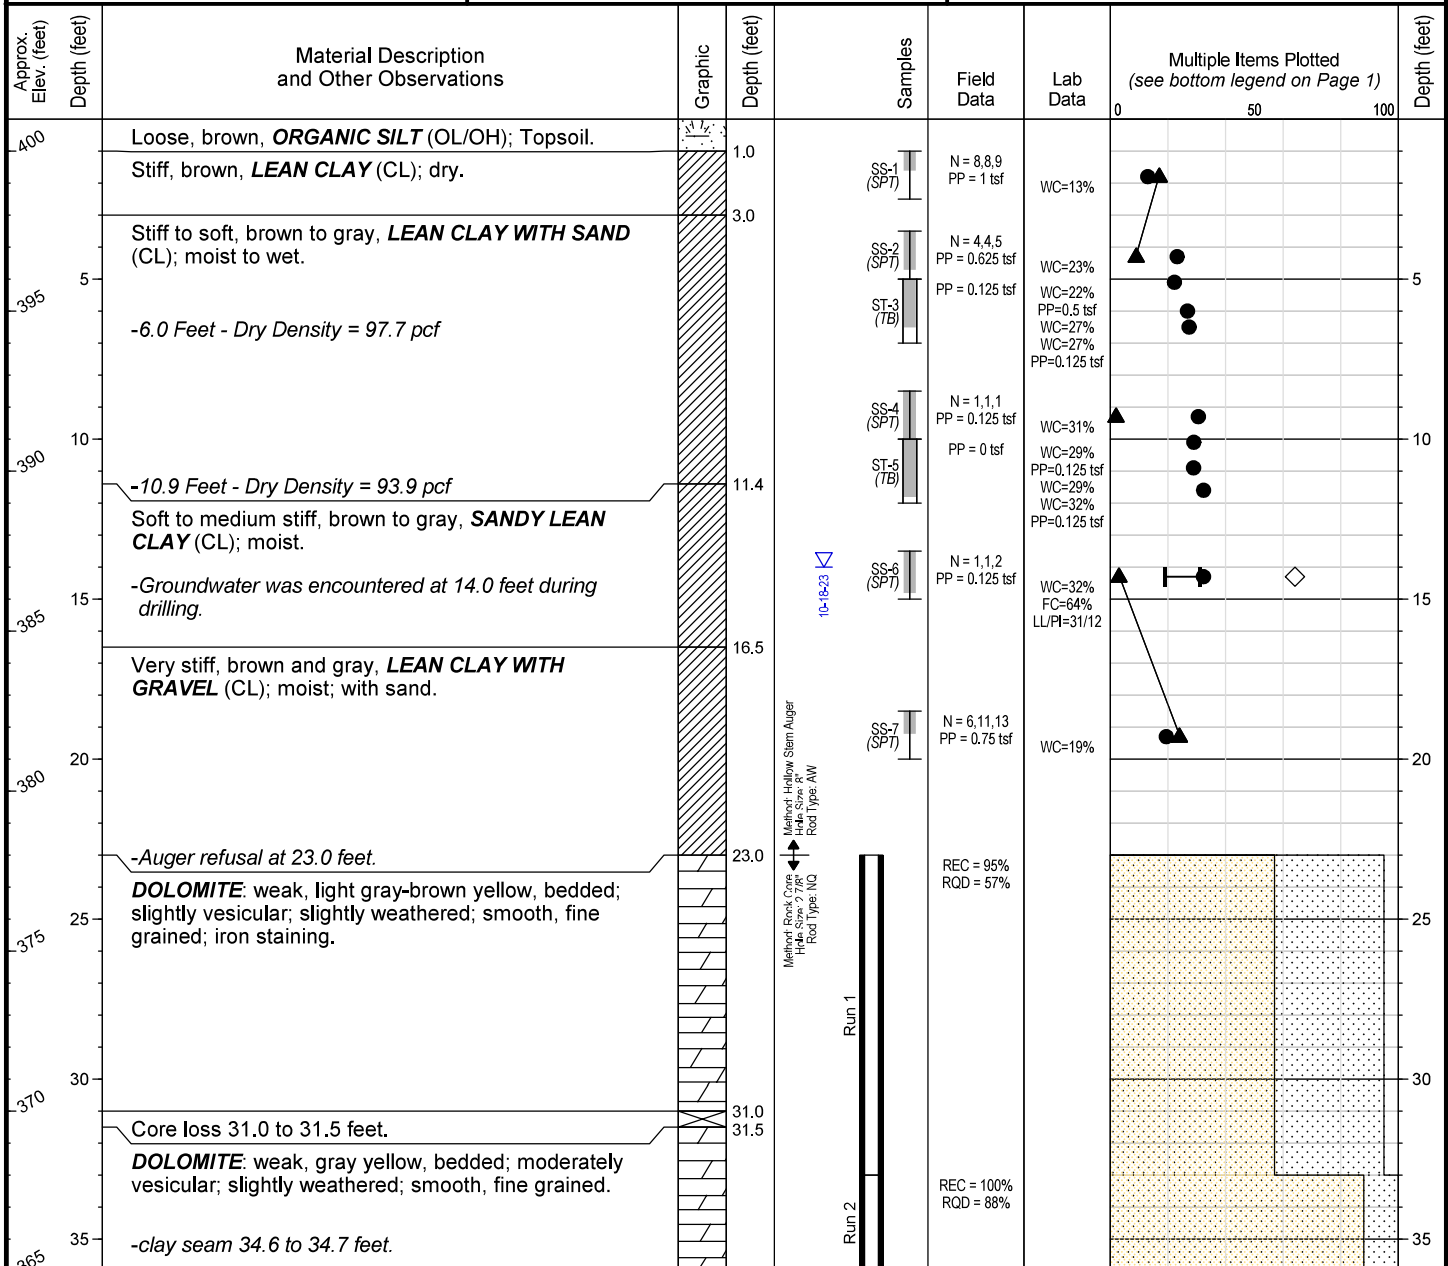 Approx.
Elev. (feet)
Depth (feet)
Material Description
and Other Observations
Graphic
Depth (feet)
Samples
Field
Data
Lab
Data
Multiple Items Plotted
(see bottom legend on Page 1)
0 50 100
Depth (feet)
400
Loose, brown, ORGANIC SILT (OL/OH); Topsoil.
1.0
Stiff, brown, LEAN CLAY (CL); dry.
SS-1
(SPT)
N = 8,8,9
PP = 1 tsf
WC=13%
3.0
Stiff to soft, brown to gray, LEAN CLAY WITH SAND
(CL); moist to wet.
SS-2
(SPT)
N = 4,4,5
PP = 0.625 tsf
WC=23%
5
5
395
ST-3
(TB)
PP = 0.125 tsf
WC=22%
PP=0.5 tsf
WC=27%
WC=27%
PP=0.125 tsf
-6.0 Feet - Dry Density = 97.7 pcf
SS-4
(SPT)
N = 1,1,1
PP = 0.125 tsf
WC=31%
10
10
390
ST-5
(TB)
PP = 0 tsf
WC=29%
PP=0.125 tsf
WC=29%
WC=32%
PP=0.125 tsf
-10.9 Feet - Dry Density = 93.9 pcf
11.4
Soft to medium stiff, brown to gray, SANDY LEAN
CLAY (CL); moist.
-Groundwater was encountered at 14.0 feet during
drilling.
10-18-23
SS-6
(SPT)
N = 1,1,2
PP = 0.125 tsf
WC=32%
FC=64%
LL/PI=31/12
15
15
385
16.5
Very stiff, brown and gray, LEAN CLAY WITH
GRAVEL (CL); moist; with sand.
SS-7
(SPT)
N = 6,11,13
PP = 0.75 tsf
WC=19%
20
20
380
Method: Hollow Stem Auger
Hole Size: 8"
Rod Type: AW
-Auger refusal at 23.0 feet.
23.0
Method: Rock Core
Hole Size: 2 7/8"
Rod Type: NQ
REC = 95%
RQD = 57%
DOLOMITE: weak, light gray-brown yellow, bedded;
slightly vesicular; slightly weathered; smooth, fine
grained; iron staining.
25
25
375
Run 1
30
30
370
31.0
Core loss 31.0 to 31.5 feet.
31.5
DOLOMITE: weak, gray yellow, bedded; moderately
vesicular; slightly weathered; smooth, fine grained.
REC = 100%
RQD = 88%
Run 2
-clay seam 34.6 to 34.7 feet.
35
35
365